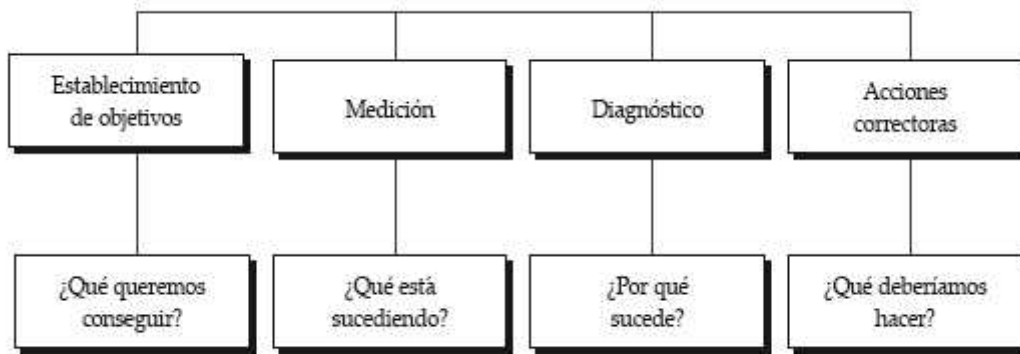 Establecimiento
de objetivos
Medición
Diagnóstico
Acciones
correctoras
¿Qué queremos
conseguir?
¿Qué está
sucediendo?
¿Por qué
sucede?
¿Qué deberíamos
hacer?